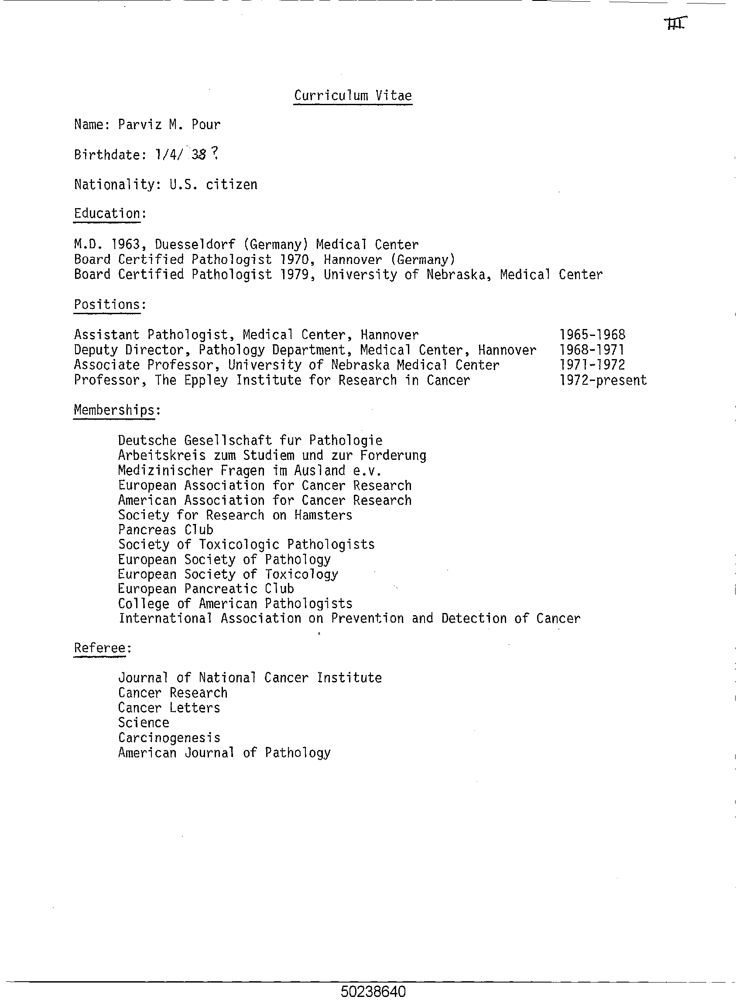 III
Curriculum Vitae
Name: Parviz M. Pour
Birthdate: 1/4/ 38 ?
Nationality: U.S. citizen
Education:
M.D. 1963, Duesseldorf (Germany) Medical Center
Board Certified Pathologist 1970, Hannover (Germany)
Board Certified Pathologist 1979, University of Nebraska, Medical Center
Positions:
Assistant Pathologist, Medical Center, Hannover 1965-1968
Deputy Director, Pathology Department, Medical Center, Hannover 1968-1971
Associate Professor, University of Nebraska Medical Center 1971-1972
Professor, The Eppley Institute for Research in Cancer 1972-present
Memberships:
Deutsche Gesellschaft fur Pathologie
Arbeitskreis zum Studiem und zur Forderung
Medizinischer Fragen im Ausland e.v.
European Association for Cancer Research
American Association for Cancer Research
Society for Research on Hamsters
Pancreas Club
Society of Toxicologic Pathologists
European Society of Pathology
European Society of Toxicology
European Pancreatic Club
College of American Pathologists
International Association on Prevention and Detection of Cancer
Referee:
Journal of National Cancer Institute
Cancer Research
Cancer Letters
Science
Carcinogenesis
American Journal of Pathology
50238640